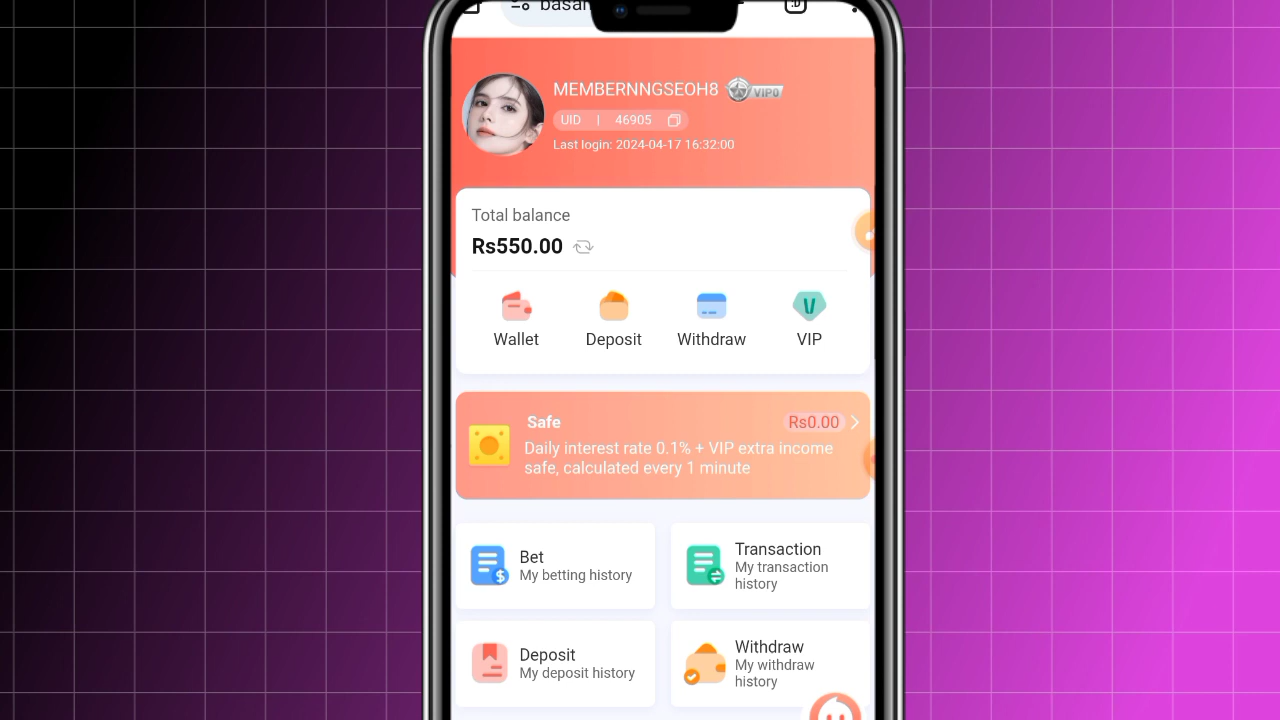 basan
:D
MEMBERNNGSEOH8 VIP0
UID | 46905
Last login: 2024-04-17 16:32:00
Total balance
Rs550.00
Wallet Deposit Withdraw VIP
Safe Rs0.00
Daily interest rate 0.1% + VIP extra income
safe, calculated every 1 minute
Bet
My betting history
Transaction
My transaction
history
Deposit
My deposit history
Withdraw
My withdraw
history